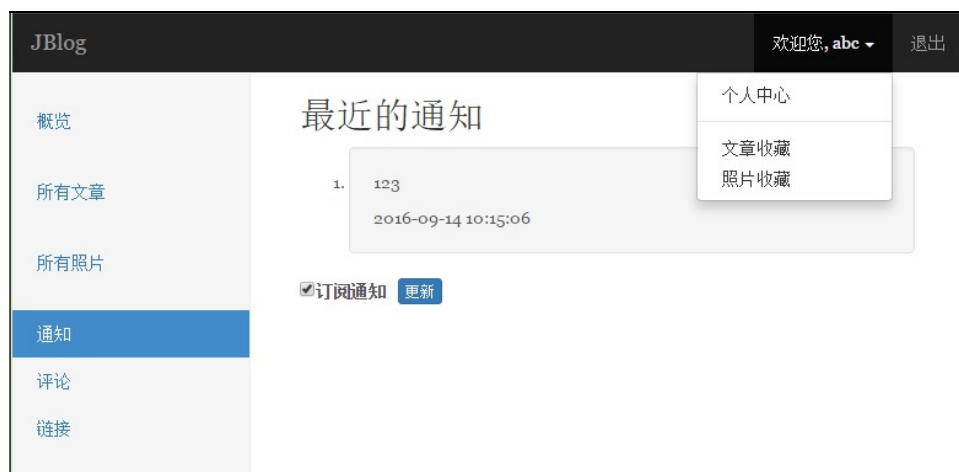 JBlog
欢迎您, abc
退出
个人中心
文章收藏
照片收藏
概览
所有文章
所有照片
通知
评论
链接
最近的通知
1. 123
2016-09-14 10:15:06
订阅通知 更新